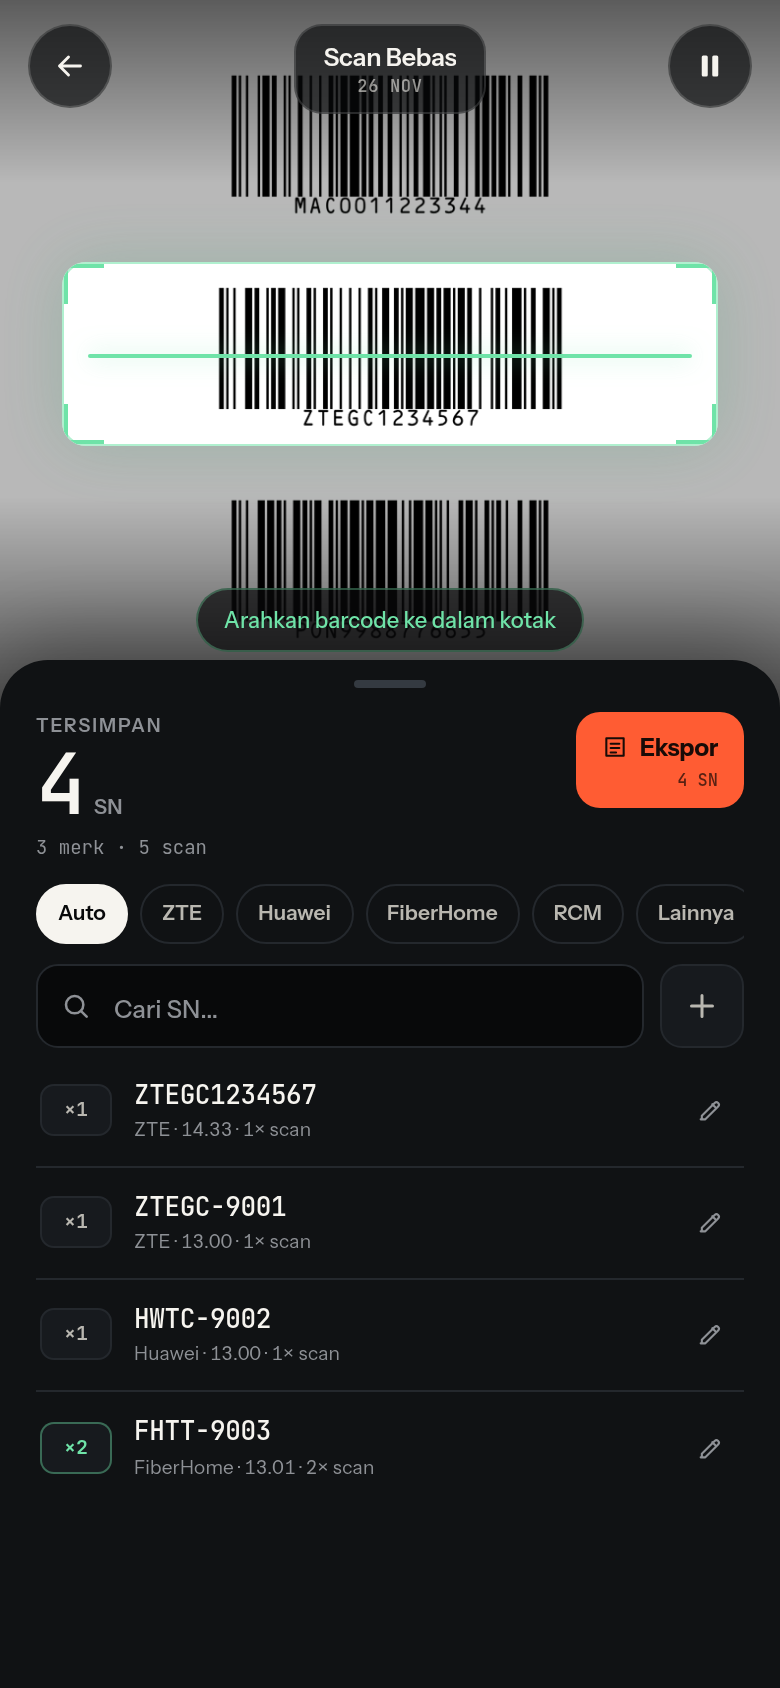 Scan Bebas
26 NOV
MAC0011223344
ZTEGC1234567
Arahkan barcode ke dalam kotak
PON9988776655
TERSIMPAN
4 SN
3 merk · 5 scan
Ekspor
4 SN
Auto
ZTE
Huawei
FiberHome
RCM
Lainnya
Cari SN...
×1
ZTEGC1234567
ZTE · 14.33 · 1× scan
×1
ZTEGC-9001
ZTE · 13.00 · 1× scan
×1
HWTC-9002
Huawei · 13.00 · 1× scan
×2
FHTT-9003
FiberHome · 13.01 · 2× scan